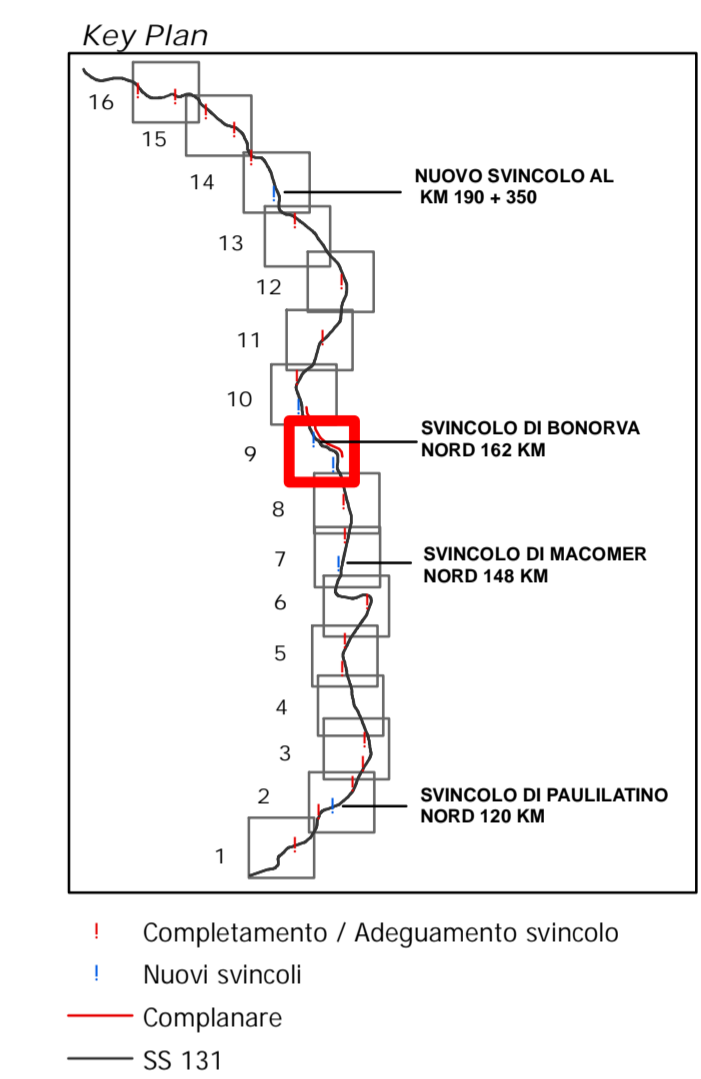 Key Plan
16
15
14
NUOVO SVINCOLO AL
KM 190 + 350
13
12
11
10
SVINCOLO DI BONORVA
NORD 162 KM
9
8
SVINCOLO DI MACOMER
NORD 148 KM
7
6
5
4
3
2
SVINCOLO DI PAULILATINO
NORD 120 KM
1
! Completamento / Adeguamento svincolo
! Nuovi svincoli
Complanare
SS 131